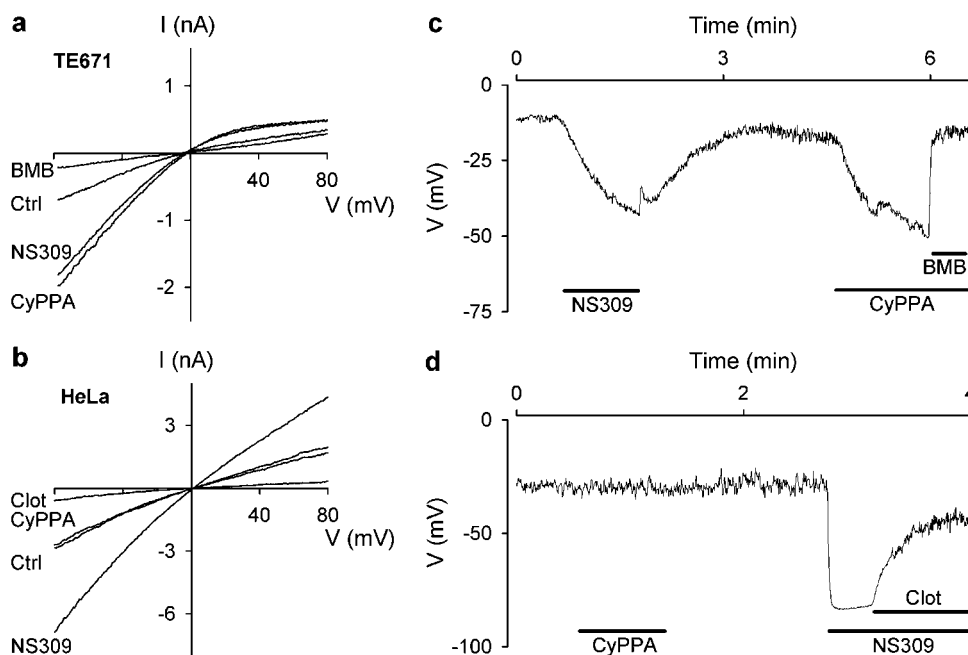 a
I (nA)
TE671
1
BMB
Ctrl
40
80
V (mV)
-1
NS309
CyPPA
-2
b
I (nA)
HeLa
3
Clot
CyPPA
40
80
V (mV)
Ctrl
-3
-6
NS309
c
Time (min)
0
3
6
0
-25
V (mV)
-50
-75
BMB
NS309
CyPPA
d
Time (min)
0
2
0
V (mV)
-50
-100
Clot
CyPPA
NS309